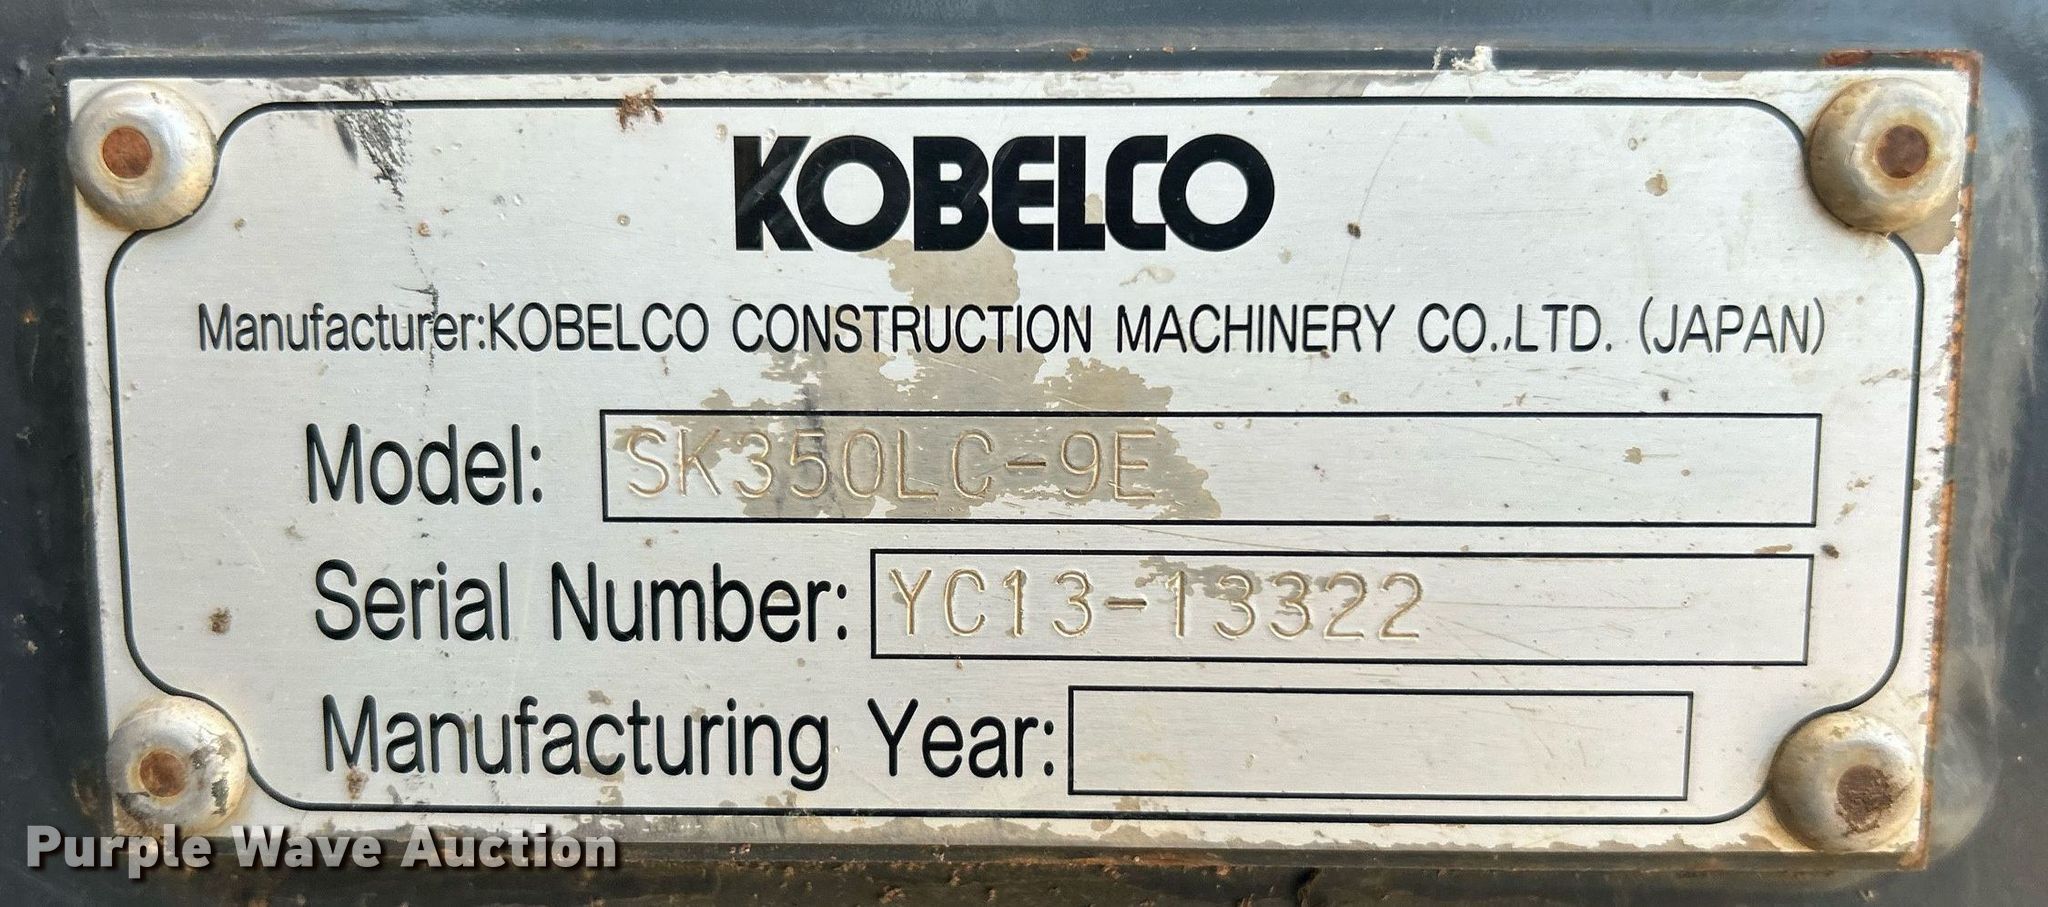 KOBELCO
Manufacturer:KOBELCO CONSTRUCTION MACHINERY CO.,LTD. (JAPAN)
Model: SK350LC-9E
Serial Number: YC13-13322
Manufacturing Year:
Purple Wave Auction